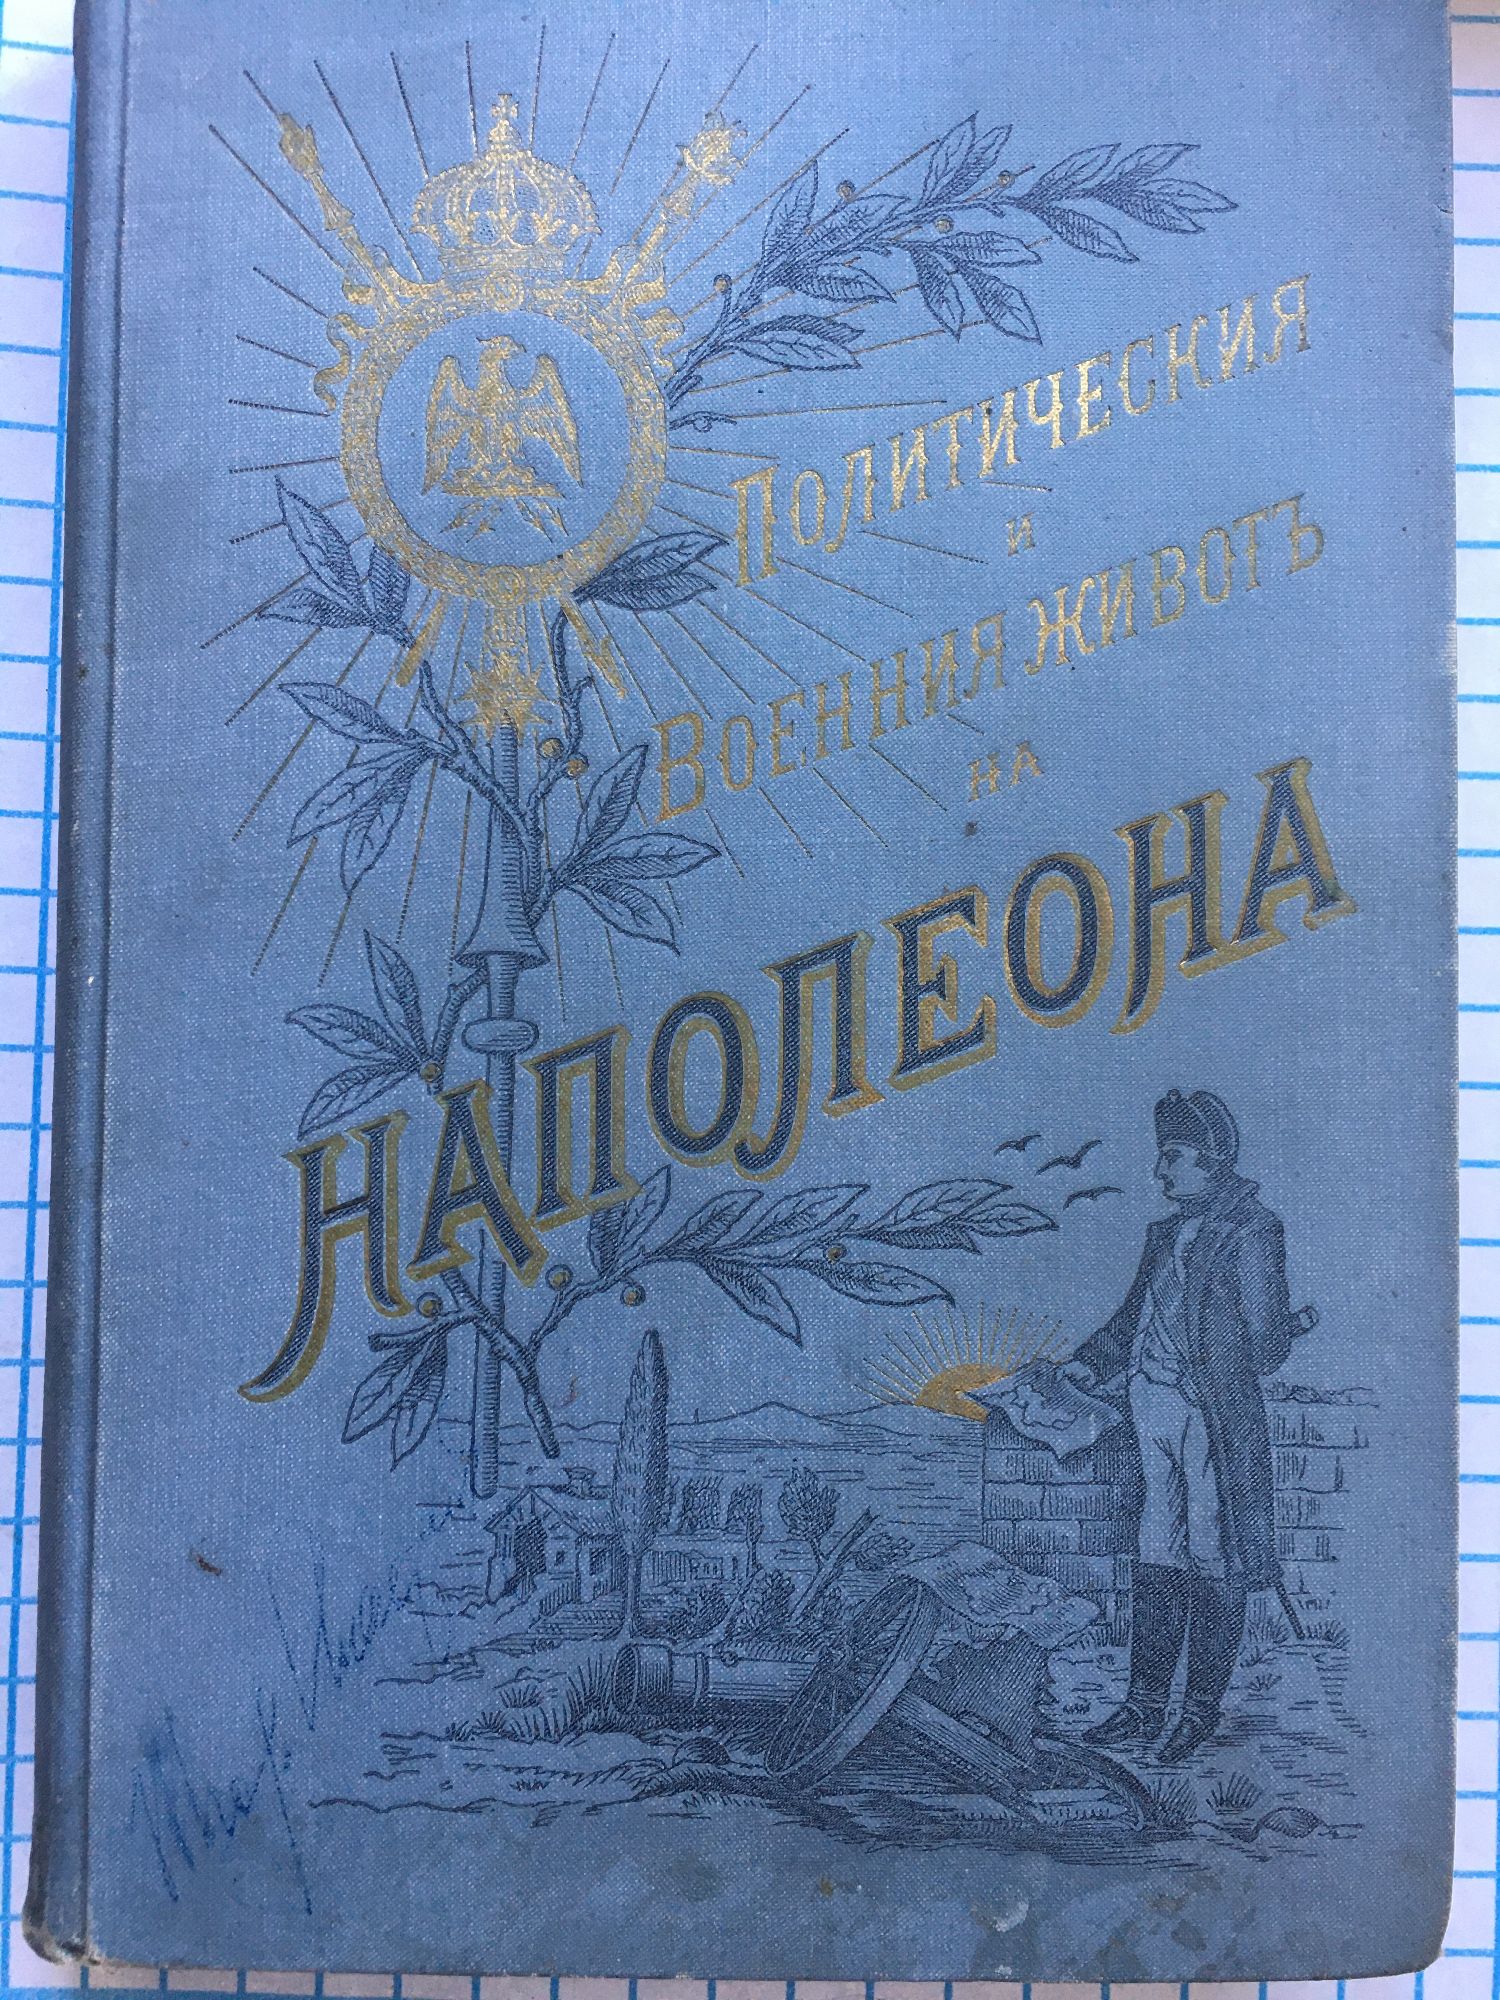 Политическия
и
Военния животъ
на
Наполеона